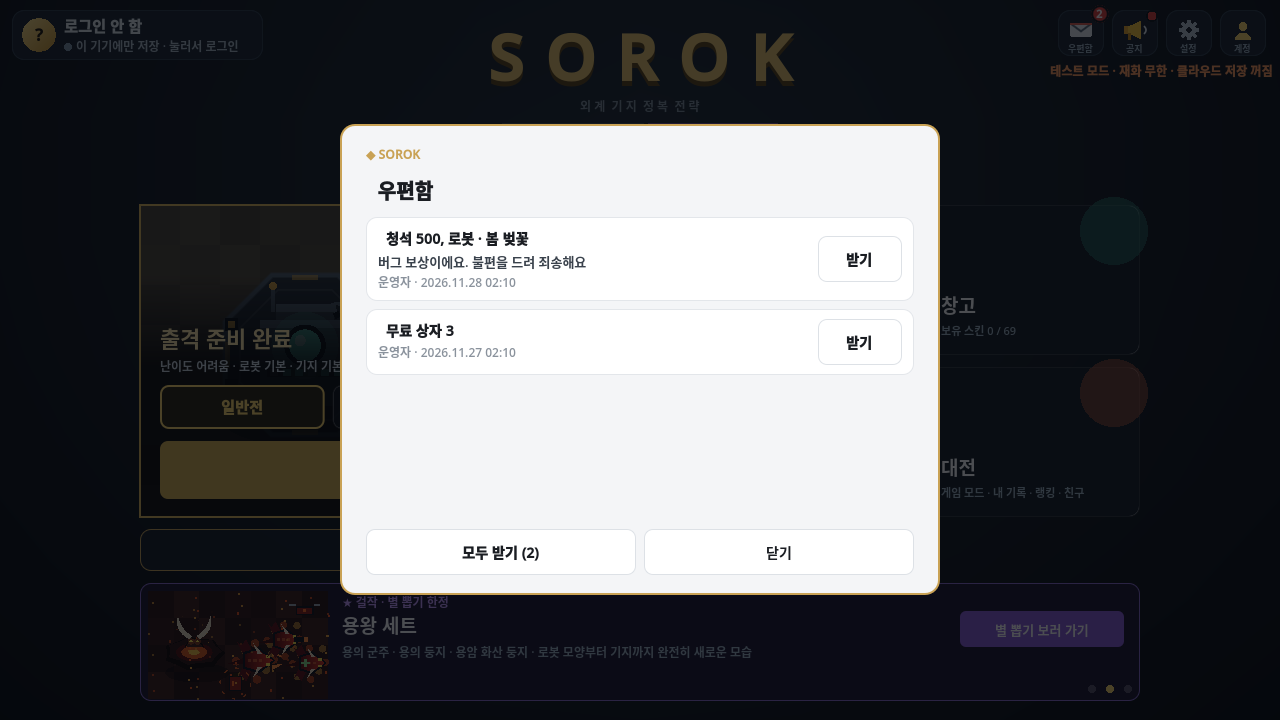 ?
로그인 안 함
이 기기에만 저장 · 눌러서 로그인
SOROK
외계 기지 정복 전략
2
우편함
공지
설정
계정
테스트 모드 · 재화 무한 · 클라우드 저장 꺼짐
◆ SOROK
우편함
청석 500, 로봇 · 봄 벚꽃
버그 보상이에요. 불편을 드려 죄송해요
운영자 · 2026.11.28 02:10
받기
무료 상자 3
운영자 · 2026.11.27 02:10
받기
모두 받기 (2)
닫기
출격 준비 완료
난이도 어려움 · 로봇 기본 · 기지 기본
일반전
창고
보유 스킨 0 / 69
대전
게임 모드 · 내 기록 · 랭킹 · 친구
★ 걸작 · 별 뽑기 한정
용왕 세트
용의 군주 · 용의 둥지 · 용암 화산 둥지 · 로봇 모양부터 기지까지 완전히 새로운 모습
별 뽑기 보러 가기